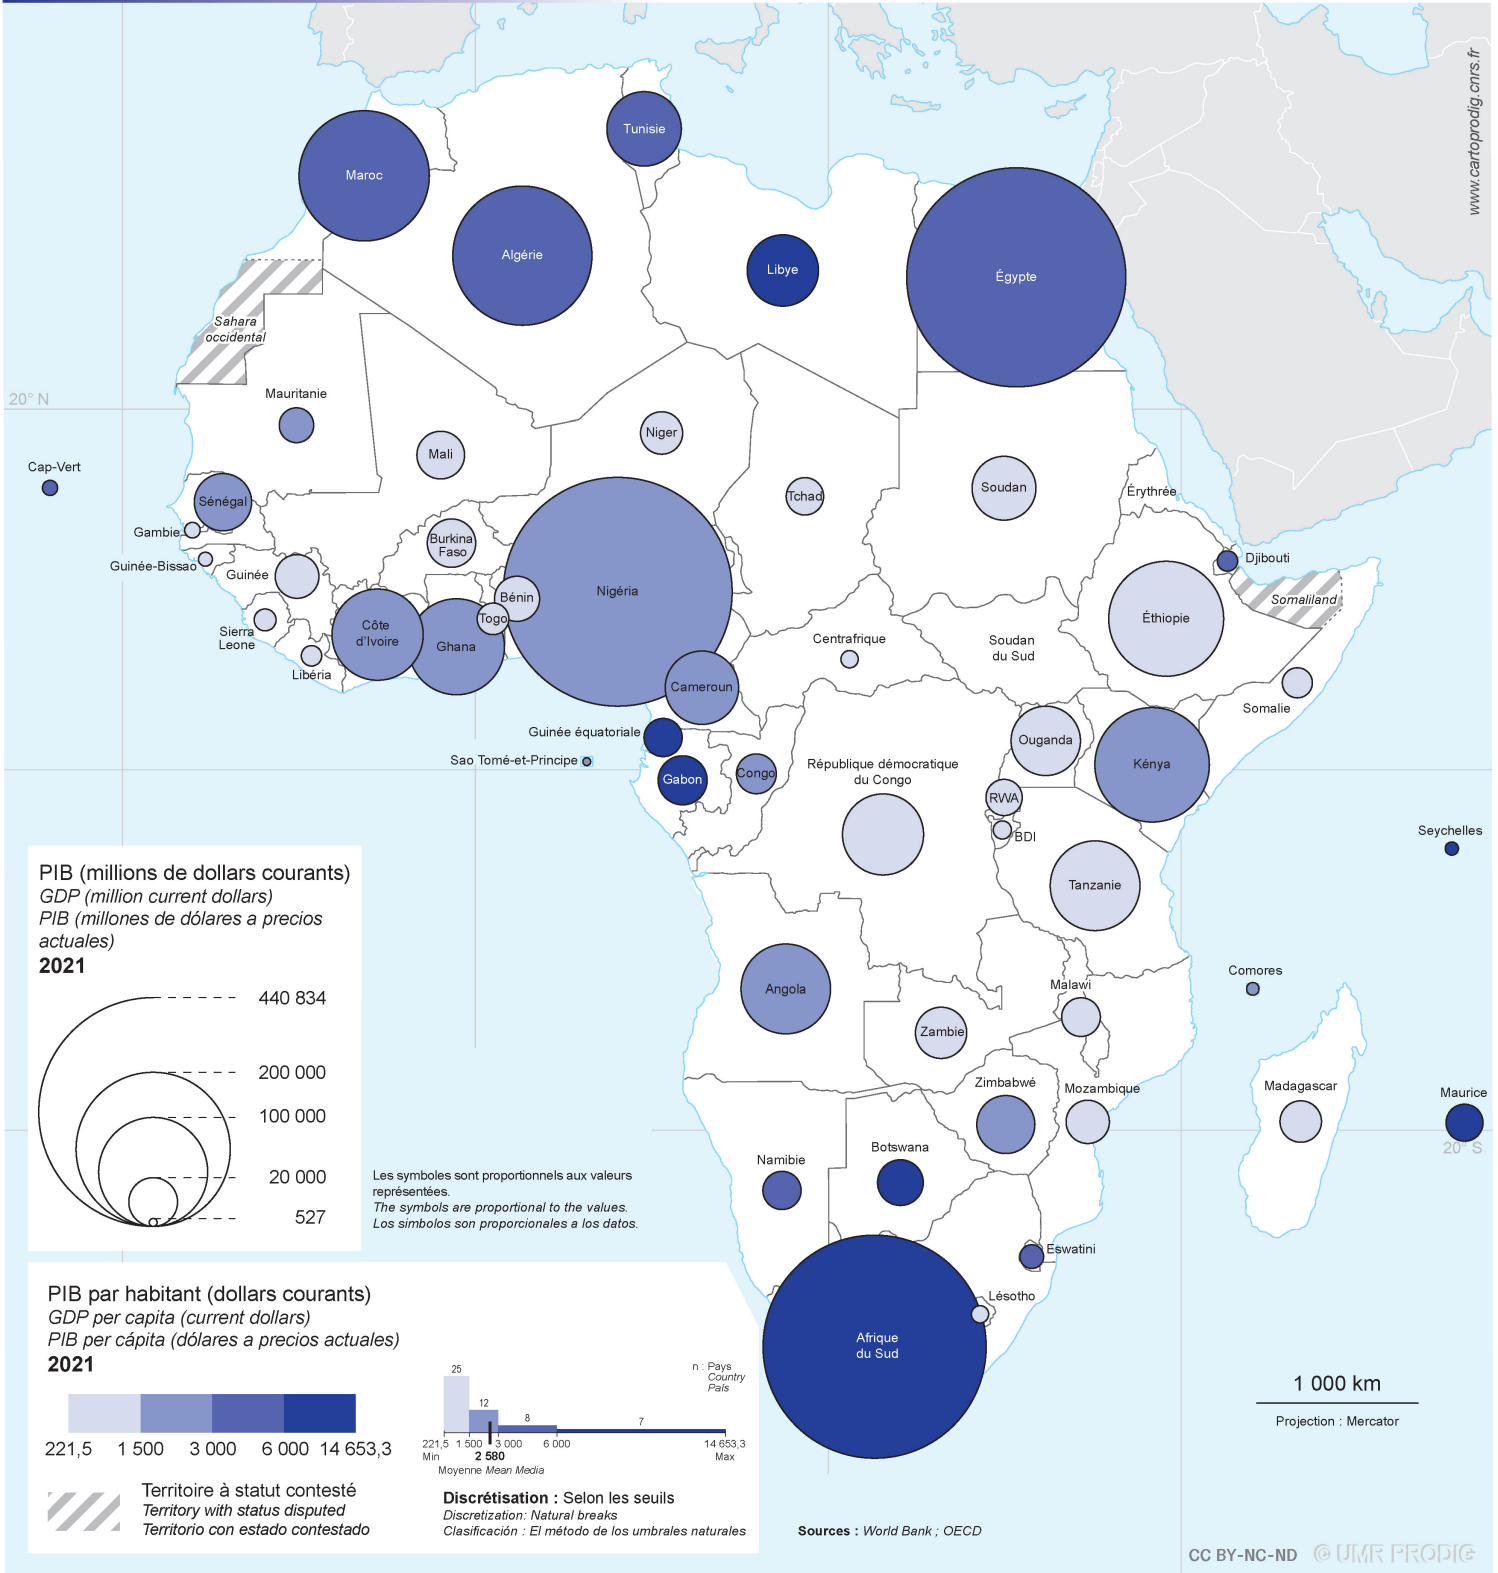 www.cartoprodig.cnrs.fr
Tunisie
Maroc
Algérie
Libye
Égypte
Sahara
occidental
Mauritanie
20° N
Niger
Mali
Cap-Vert
Tchad
Soudan
Érythrée
Sénégal
Gambie
Burkina
Faso
Djibouti
Guinée-Bissao
Guinée
Nigéria
Bénin
Somaliland
Togo
Éthiopie
Côte
d'Ivoire
Sierra
Leone
Ghana
Centrafrique
Soudan
du Sud
Libéria
Cameroun
Somalie
Guinée équatoriale
Ouganda
Sao Tomé-et-Principe
Gabon
Congo
République démocratique
du Congo
Kénya
RWA
BDI
Seychelles
Tanzanie
Comores
Malawi
Angola
Zambie
Zimbabwé
Mozambique
Madagascar
Maurice
20° S
Botswana
Namibie
Eswatini
Lésotho
Afrique
du Sud
PIB (millions de dollars courants)
GDP (million current dollars)
PIB (millones de dólares a precios
actuales)
2021
440 834
200 000
100 000
20 000
527
Les symboles sont proportionnels aux valeurs
représentées.
The symbols are proportional to the values.
Los simbolos son proporcionales a los datos.
PIB par habitant (dollars courants)
GDP per capita (current dollars)
PIB per cápita (dólares a precios actuales)
2021
221,5 1 500 3 000 6 000 14 653,3
Territoire à statut contesté
Territory with status disputed
Territorio con estado contestado
n : Pays
Country
País
25
12
8
7
221,5 1 500 3 000 6 000 14 653,3
Min 2 580 Max
Moyenne Mean Media
Discrétisation : Selon les seuils
Discretization: Natural breaks
Clasificación : El método de los umbrales naturales
1 000 km
Projection : Mercator
Sources : World Bank ; OECD
CC BY-NC-ND © UMR PRODIG